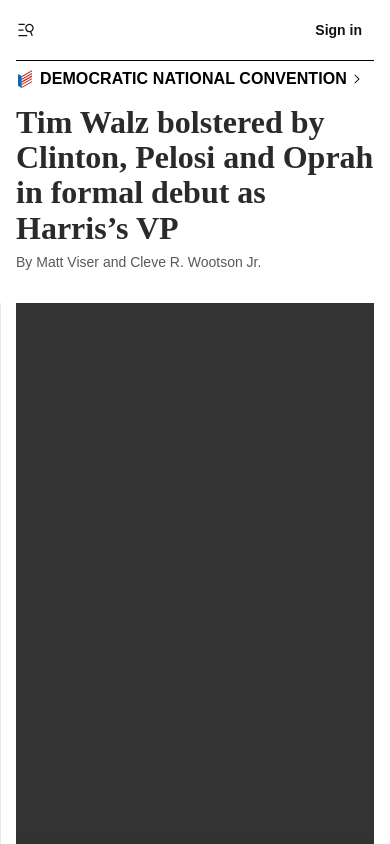 Sign in
DEMOCRATIC NATIONAL CONVENTION
Tim Walz bolstered by
Clinton, Pelosi and Oprah
in formal debut as
Harris’s VP
By Matt Viser and Cleve R. Wootson Jr.